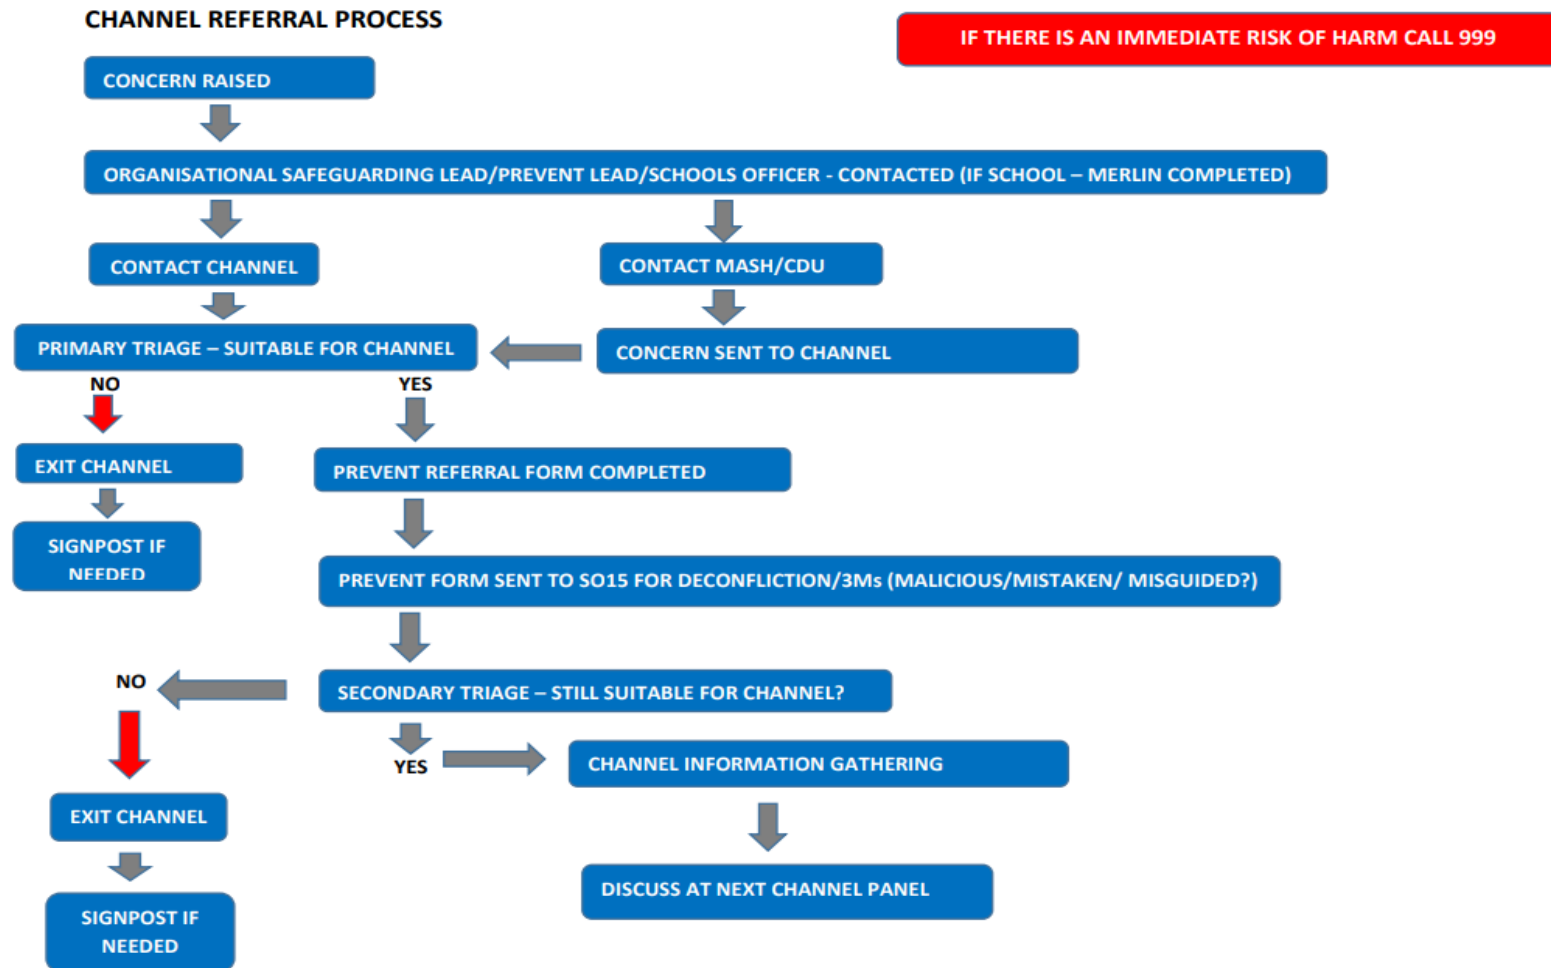 CHANNEL REFERRAL PROCESS
IF THERE IS AN IMMEDIATE RISK OF HARM CALL 999
CONCERN RAISED
ORGANISATIONAL SAFEGUARDING LEAD/PREVENT LEAD/SCHOOLS OFFICER - CONTACTED (IF SCHOOL – MERLIN COMPLETED)
CONTACT CHANNEL
CONTACT MASH/CDU
PRIMARY TRIAGE – SUITABLE FOR CHANNEL
CONCERN SENT TO CHANNEL
NO
YES
EXIT CHANNEL
PREVENT REFERRAL FORM COMPLETED
SIGNPOST IF
NEEDED
PREVENT FORM SENT TO SO15 FOR DECONFLICTION/3Ms (MALICIOUS/MISTAKEN/ MISGUIDED?)
NO
SECONDARY TRIAGE – STILL SUITABLE FOR CHANNEL?
YES
CHANNEL INFORMATION GATHERING
EXIT CHANNEL
DISCUSS AT NEXT CHANNEL PANEL
SIGNPOST IF
NEEDED